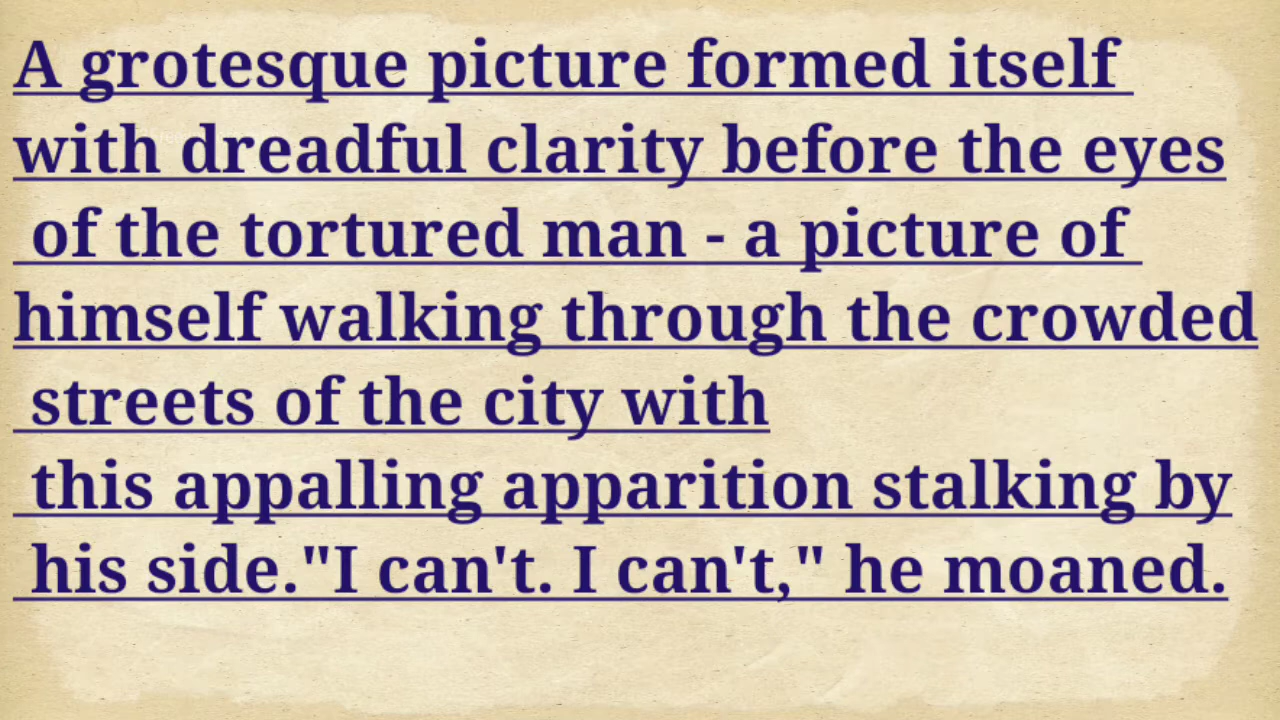 A grotesque picture formed itself
with dreadful clarity before the eyes
of the tortured man - a picture of
himself walking through the crowded
streets of the city with
this appalling apparition stalking by
his side."I can't. I can't," he moaned.